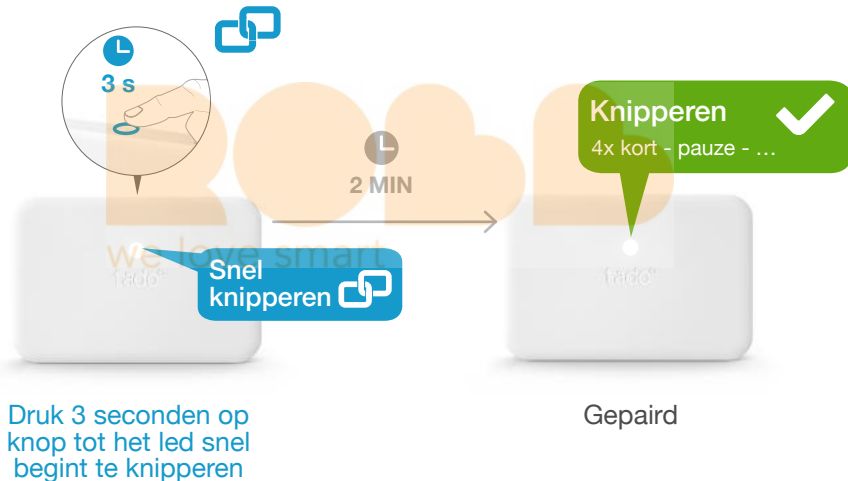 3 s
Knipperen
4x kort - pauze - …
2 MIN
ROBB
we love smart
tado°
Snel
knipperen
tado°
Druk 3 seconden op
knop tot het led snel
begint te knipperen
Gepaird